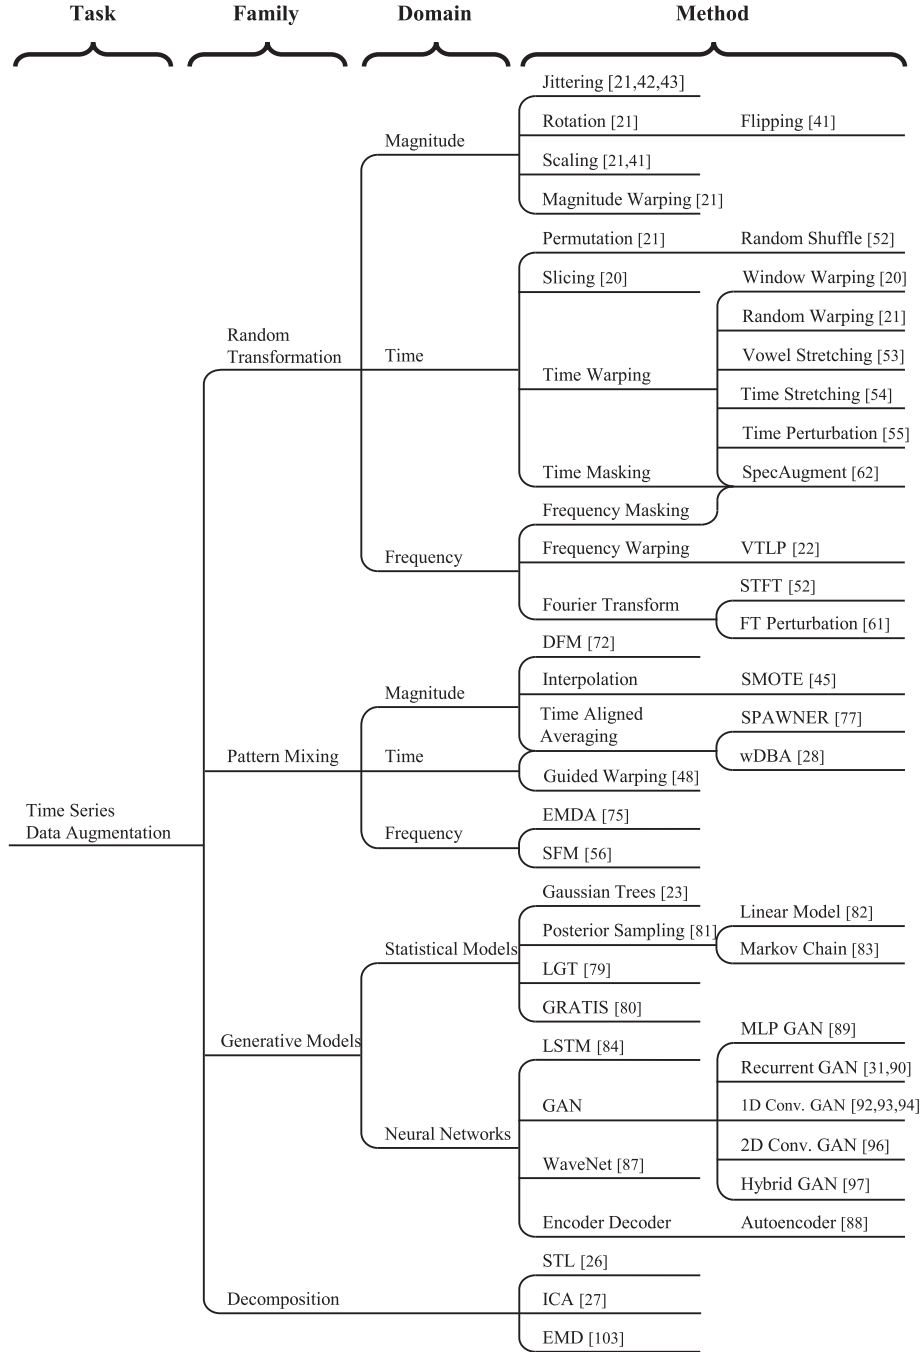 Task Family Domain Method
Jittering [21,42,43]
Rotation [21] Flipping [41]
Magnitude
Scaling [21,41]
Magnitude Warping [21]
Permutation [21] Random Shuffle [52]
Slicing [20] Window Warping [20]
Random Warping [21]
Random
Transformation
Time
Vowel Stretching [53]
Time Warping
Time Stretching [54]
Time Perturbation [55]
Time Masking SpecAugment [62]
Frequency Masking
Frequency
Frequency Warping VTLP [22]
STFT [52]
Fourier Transform
FT Perturbation [61]
DFM [72]
Magnitude
Interpolation SMOTE [45]
Time Aligned
Averaging
SPAWNER [77]
Pattern Mixing
Time
wDBA [28]
Guided Warping [48]
Time Series
Data Augmentation
EMDA [75]
Frequency
SFM [56]
Gaussian Trees [23]
Linear Model [82]
Posterior Sampling [81]
Statistical Models
Markov Chain [83]
LGT [79]
GRATIS [80]
Generative Models
MLP GAN [89]
LSTM [84]
Recurrent GAN [31,90]
GAN 1D Conv. GAN [92,93,94]
Neural Networks
2D Conv. GAN [96]
WaveNet [87]
Hybrid GAN [97]
Encoder Decoder Autoencoder [88]
STL [26]
Decomposition ICA [27]
EMD [103]